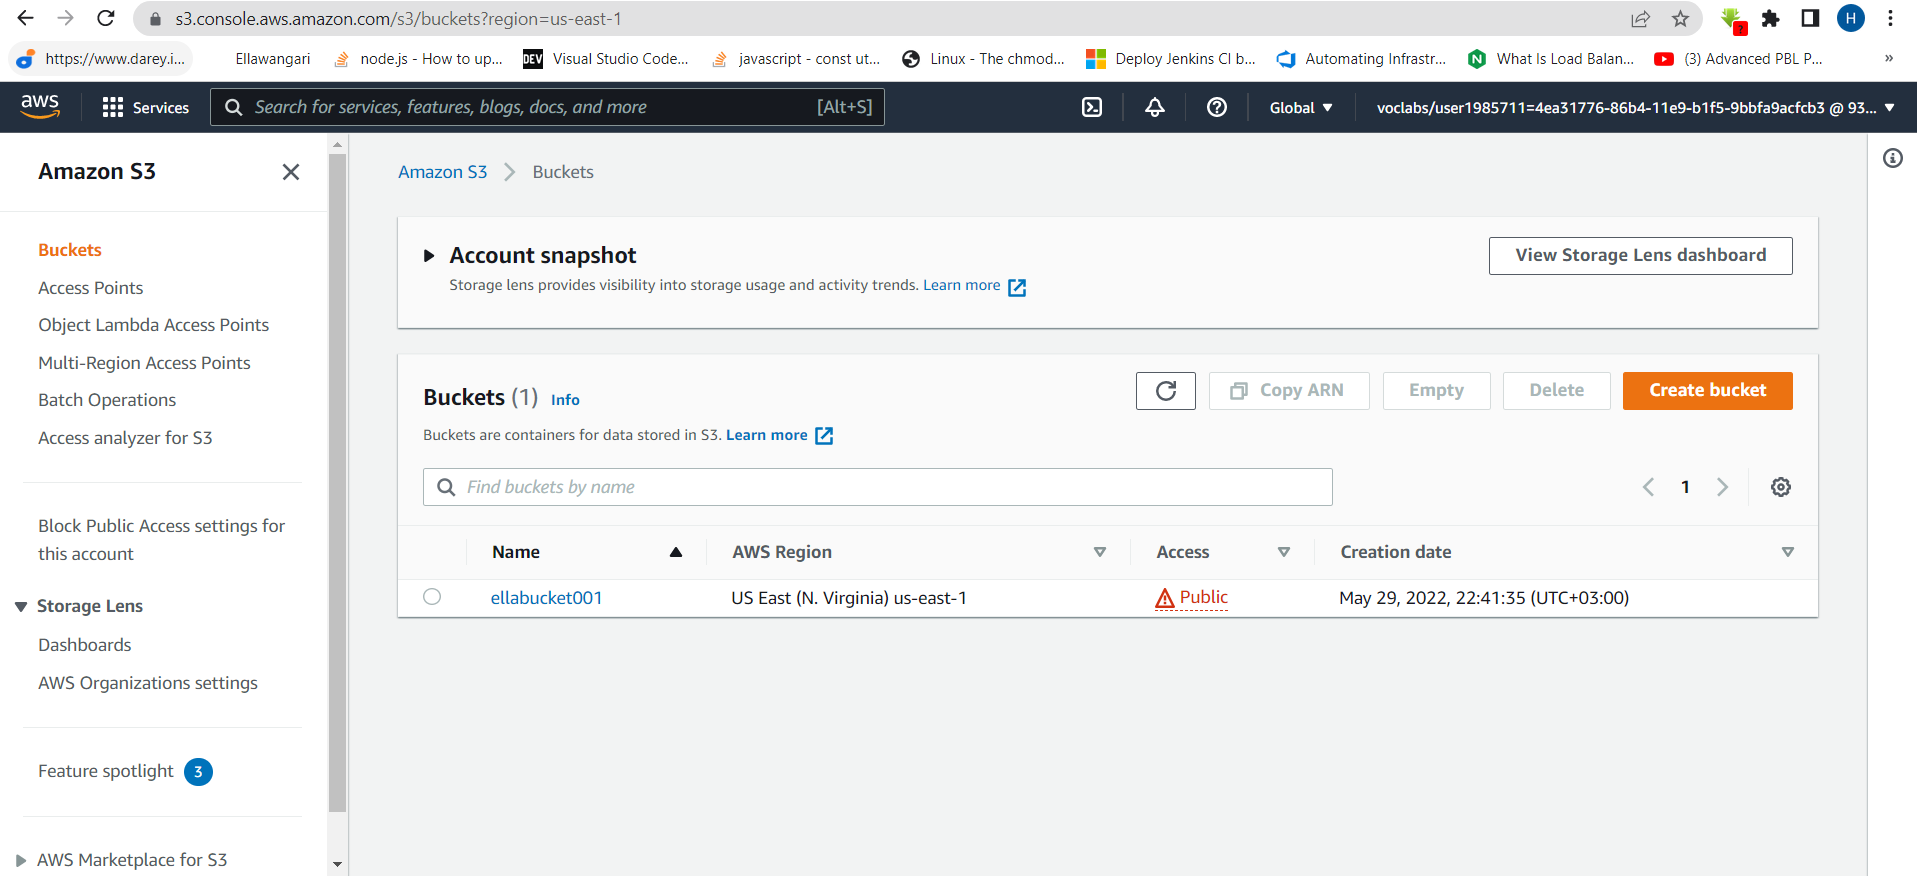 s3.console.aws.amazon.com/s3/buckets?region=us-east-1
H
?
https://www.darey.i...
Ellawangari
node.js - How to up...
DEV
Visual Studio Code...
javascript - const ut...
Linux - The chmod...
Deploy Jenkins CI b...
Automating Infrastr...
N
What Is Load Balan...
(3) Advanced PBL P...
»
aws
Services
Search for services, features, blogs, docs, and more
[Alt+S]
Global
voclabs/user1985711=4ea31776-86b4-11e9-b1f5-9bbfa9acfcb3 @ 93...
Amazon S3
Buckets
Access Points
Object Lambda Access Points
Multi-Region Access Points
Batch Operations
Access analyzer for S3
Block Public Access settings for
this account
Storage Lens
Dashboards
AWS Organizations settings
Feature spotlight 3
AWS Marketplace for S3
Amazon S3 > Buckets
Account snapshot
Storage lens provides visibility into storage usage and activity trends. Learn more
View Storage Lens dashboard
Buckets (1) Info
Buckets are containers for data stored in S3. Learn more
Copy ARN
Empty
Delete
Create bucket
Find buckets by name
1
Name AWS Region Access Creation date
ellabucket001 US East (N. Virginia) us-east-1 Public May 29, 2022, 22:41:35 (UTC+03:00)